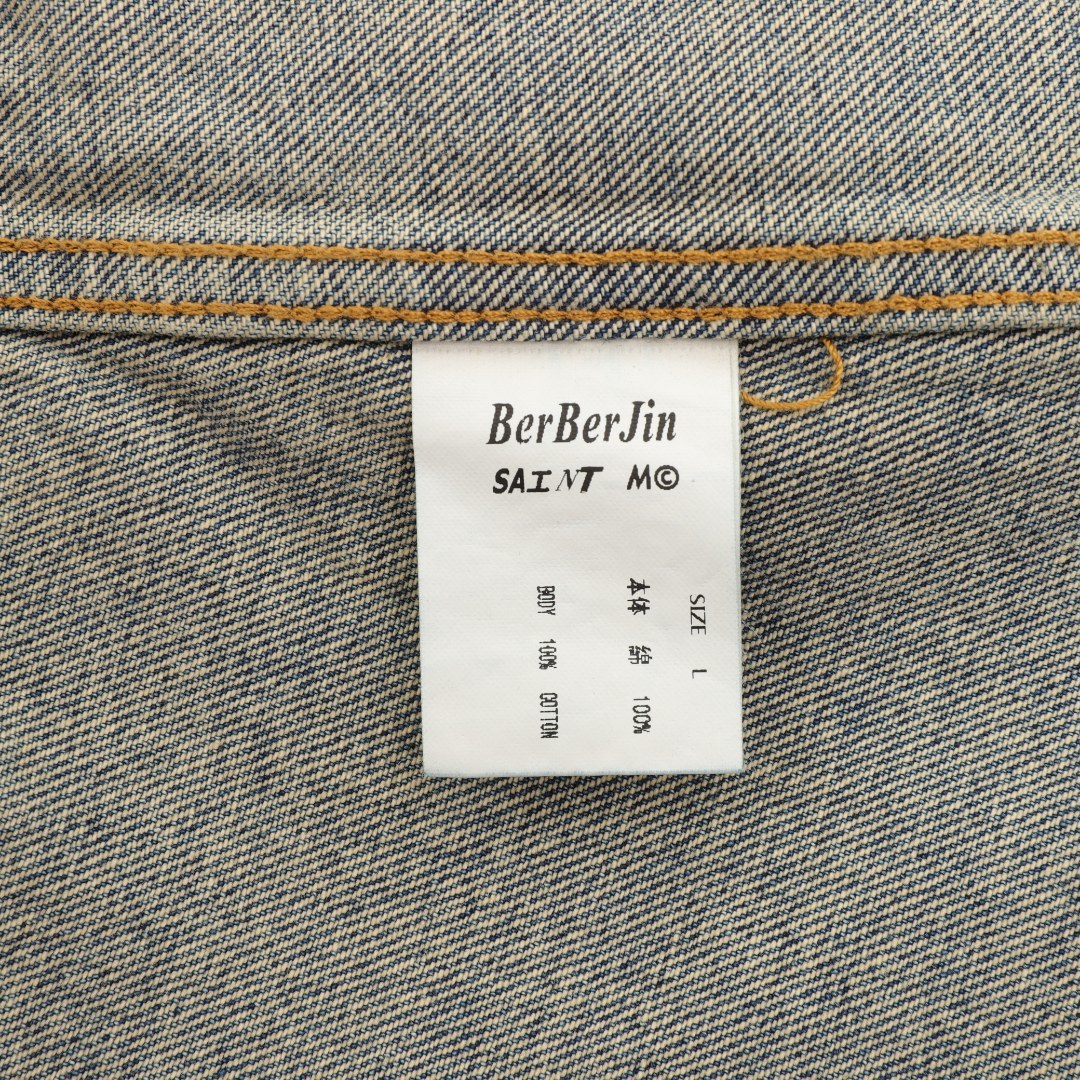 BerBerJin
SAINT M©
SIZE L
本体 綿 100%
BODY 100% COTTON